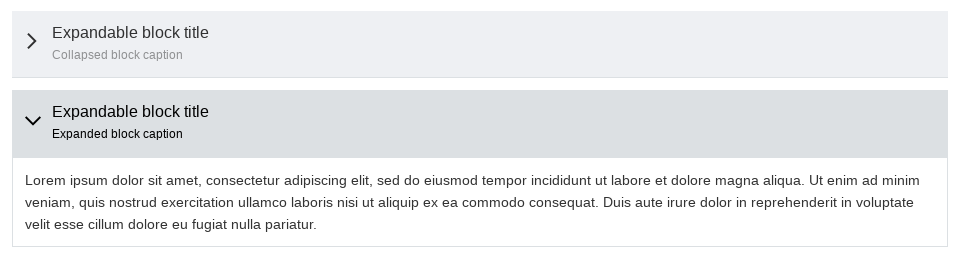 Expandable block title
Collapsed block caption
Expandable block title
Expanded block caption
Lorem ipsum dolor sit amet, consectetur adipiscing elit, sed do eiusmod tempor incididunt ut labore et dolore magna aliqua. Ut enim ad minim
veniam, quis nostrud exercitation ullamco laboris nisi ut aliquip ex ea commodo consequat. Duis aute irure dolor in reprehenderit in voluptate
velit esse cillum dolore eu fugiat nulla pariatur.